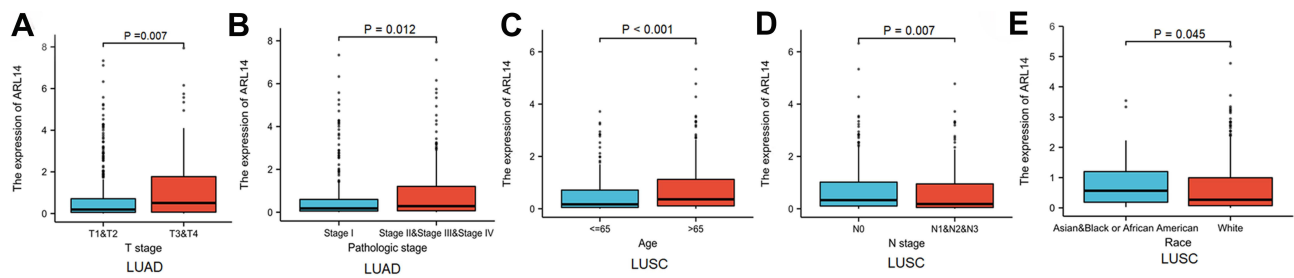 A
P =0.007
The expression of ARL14
8
6
4
2
0
T1&T2
T3&T4
T stage
LUAD
B
P = 0.012
The expression of ARL14
8
6
4
2
0
Stage I
Stage II&Stage III&Stage IV
Pathologic stage
LUAD
C
P < 0.001
The expression of ARL14
6
4
2
0
<=65
>65
Age
LUSC
D
P = 0.007
The expression of ARL14
6
4
2
0
N0
N1&N2&N3
N stage
LUSC
E
P = 0.045
The expression of ARL14
6
5
4
3
2
1
0
Asian&Black or African American
White
Race
LUSC